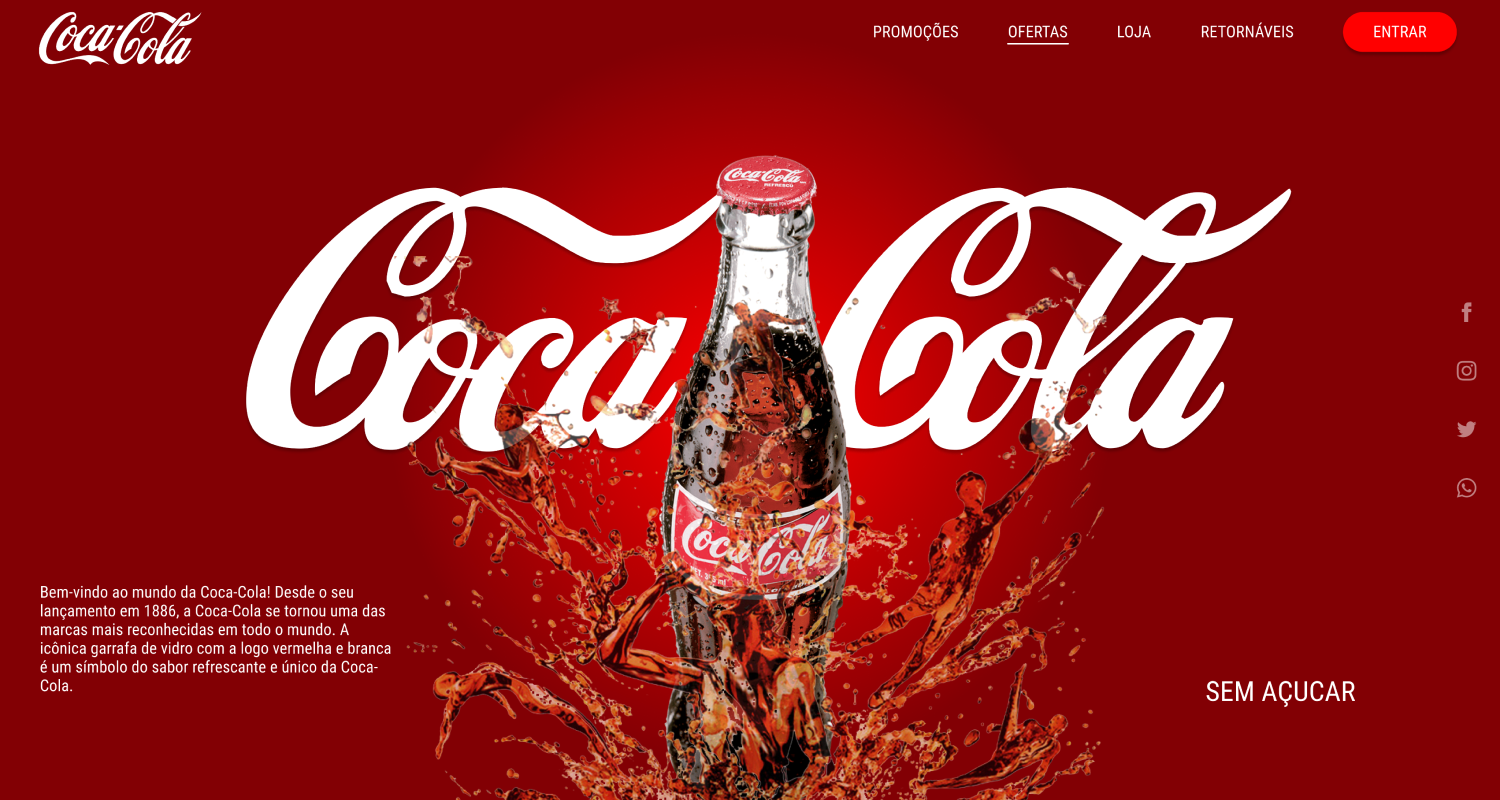 Coca-Cola
PROMOÇÕES
OFERTAS
LOJA
RETORNÁVEIS
ENTRAR
Coca-Cola
REFRESCO
Coca Cola
Coca-Cola
Bem-vindo ao mundo da Coca-Cola! Desde o seu
lançamento em 1886, a Coca-Cola se tornou uma das
marcas mais reconhecidas em todo o mundo. A
icônica garrafa de vidro com a logo vermelha e branca
é um símbolo do sabor refrescante e único da Coca-
Cola.
SEM AÇUCAR